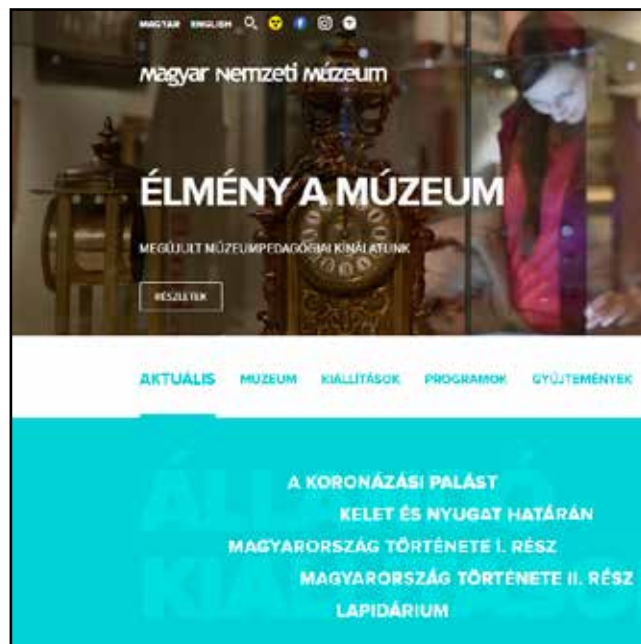 MAGYAR ENGLISH
Magyar Nemzeti Múzeum
ÉLMÉNY A MÚZEUM
MEGÚJULT MÚZEUMPEDAGÓGIAI KÍNÁLATUNK
RÉSZLETEK
AKTUÁLIS MÚZEUM KIÁLLÍTÁSOK PROGRAMOK GYŰJTEMÉNYEK
A KORONÁZÁSI PALÁST
KELET ÉS NYUGAT HATÁRÁN
MAGYARORSZÁG TÖRTÉNETE I. RÉSZ
MAGYARORSZÁG TÖRTÉNETE II. RÉSZ
LAPIDÁRIUM